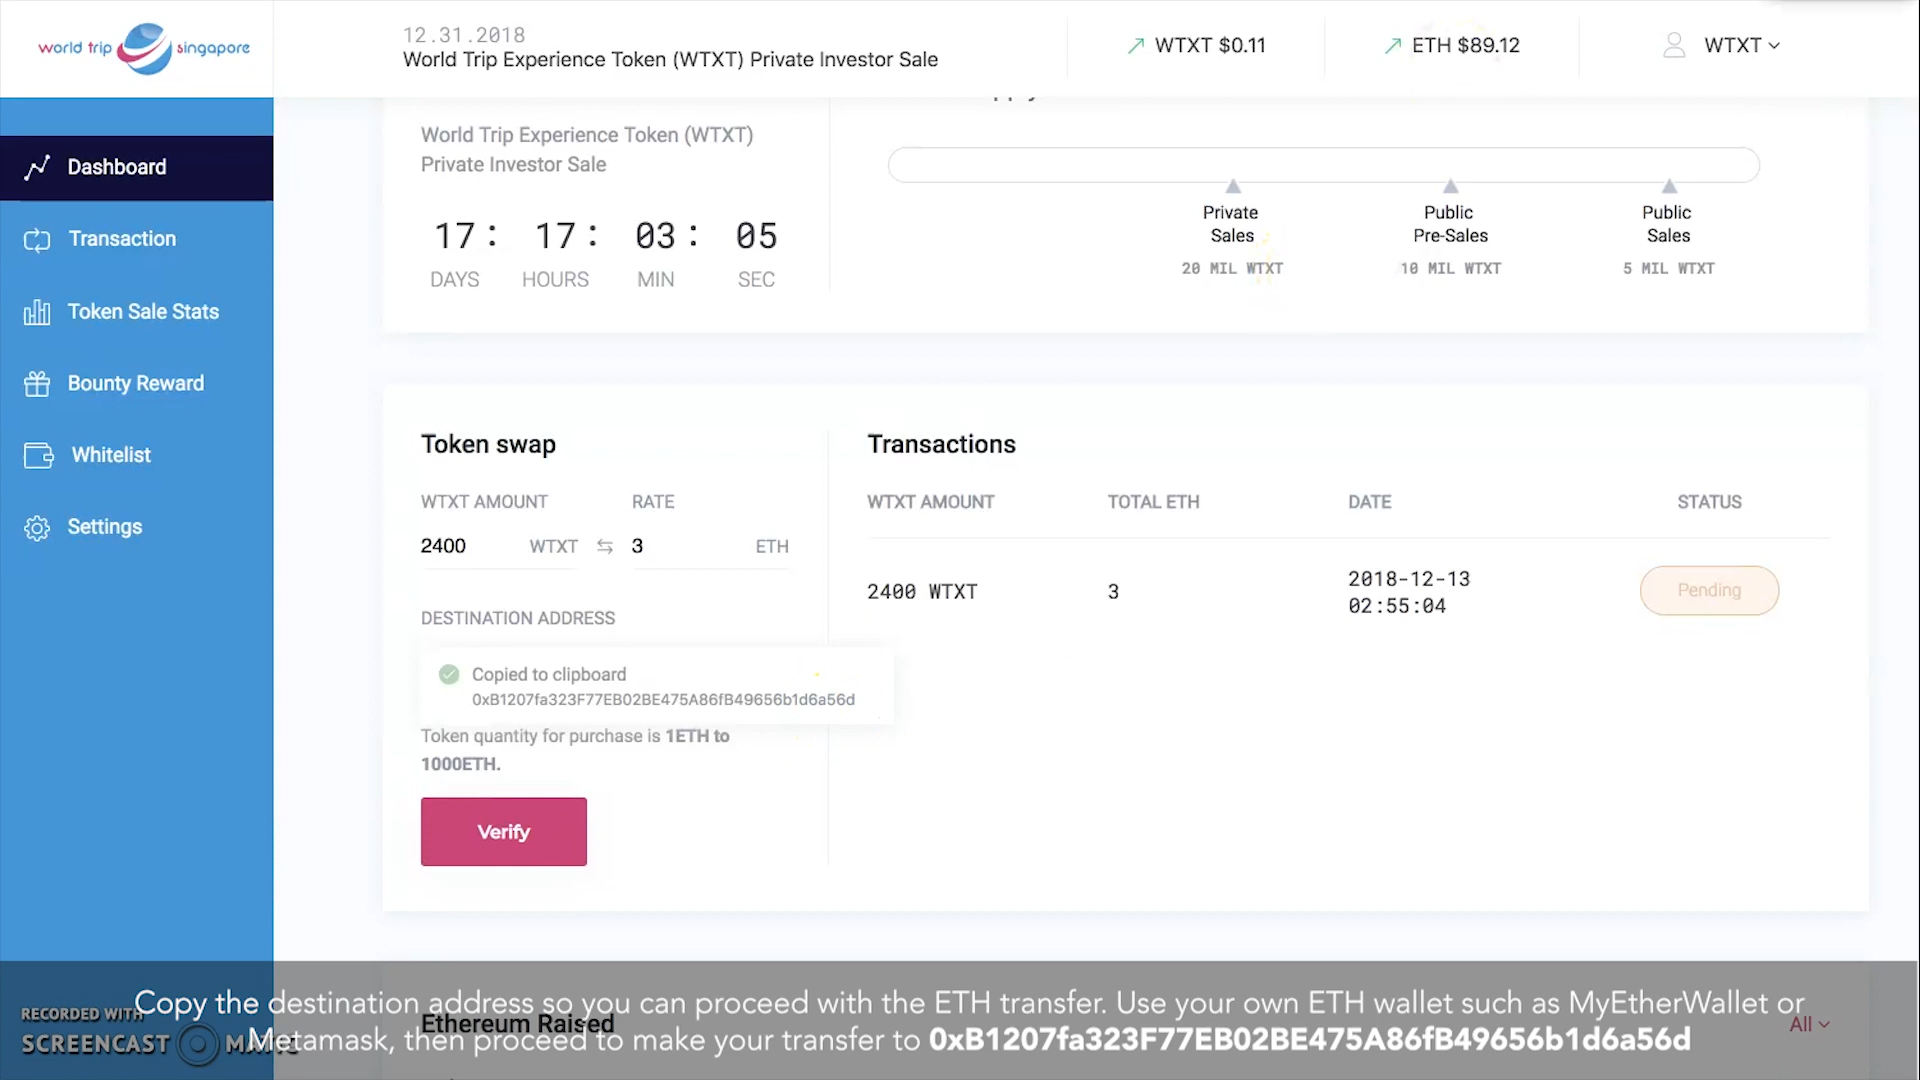 world trip singapore
12.31.2018
World Trip Experience Token (WTXT) Private Investor Sale
WTXT $0.11
ETH $89.12
WTXT
Dashboard
Transaction
Token Sale Stats
Bounty Reward
Whitelist
Settings
World Trip Experience Token (WTXT)
Private Investor Sale
17 : 17 : 03 : 05
DAYS HOURS MIN SEC
Private
Sales
20 MIL WTXT
Public
Pre-Sales
10 MIL WTXT
Public
Sales
5 MIL WTXT
Token swap
WTXT AMOUNT RATE
2400 WTXT 3 ETH
DESTINATION ADDRESS
Copied to clipboard
0xB1207fa323F77EB02BE475A86fB49656b1d6a56d
Token quantity for purchase is 1ETH to
1000ETH.
Verify
Transactions
WTXT AMOUNT TOTAL ETH DATE STATUS
2400 WTXT 3 2018-12-13
02:55:04
Pending
Ethereum Raised
All
Copy the destination address so you can proceed with the ETH transfer. Use your own ETH wallet such as MyEtherWallet or
Metamask, then proceed to make your transfer to 0xB1207fa323F77EB02BE475A86fB49656b1d6a56d
RECORDED WITH
SCREENCAST